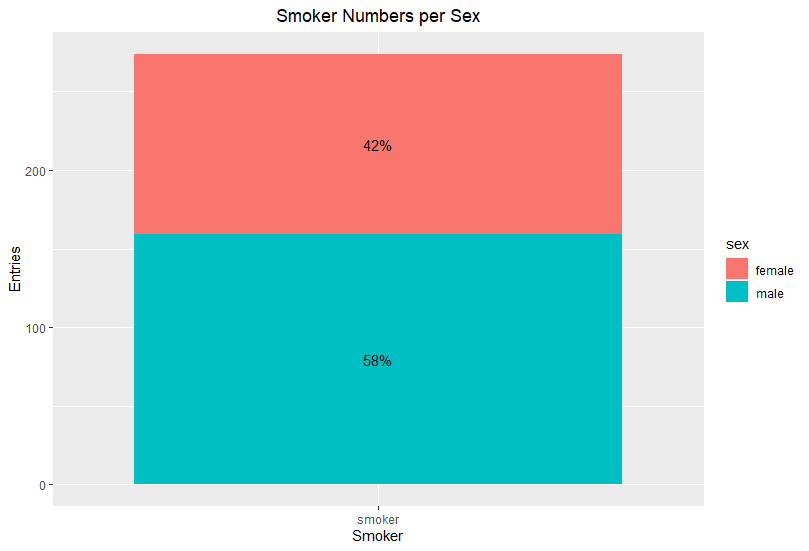 Smoker Numbers per Sex
Entries
200
100
0
42%
58%
smoker
Smoker
sex
female
male